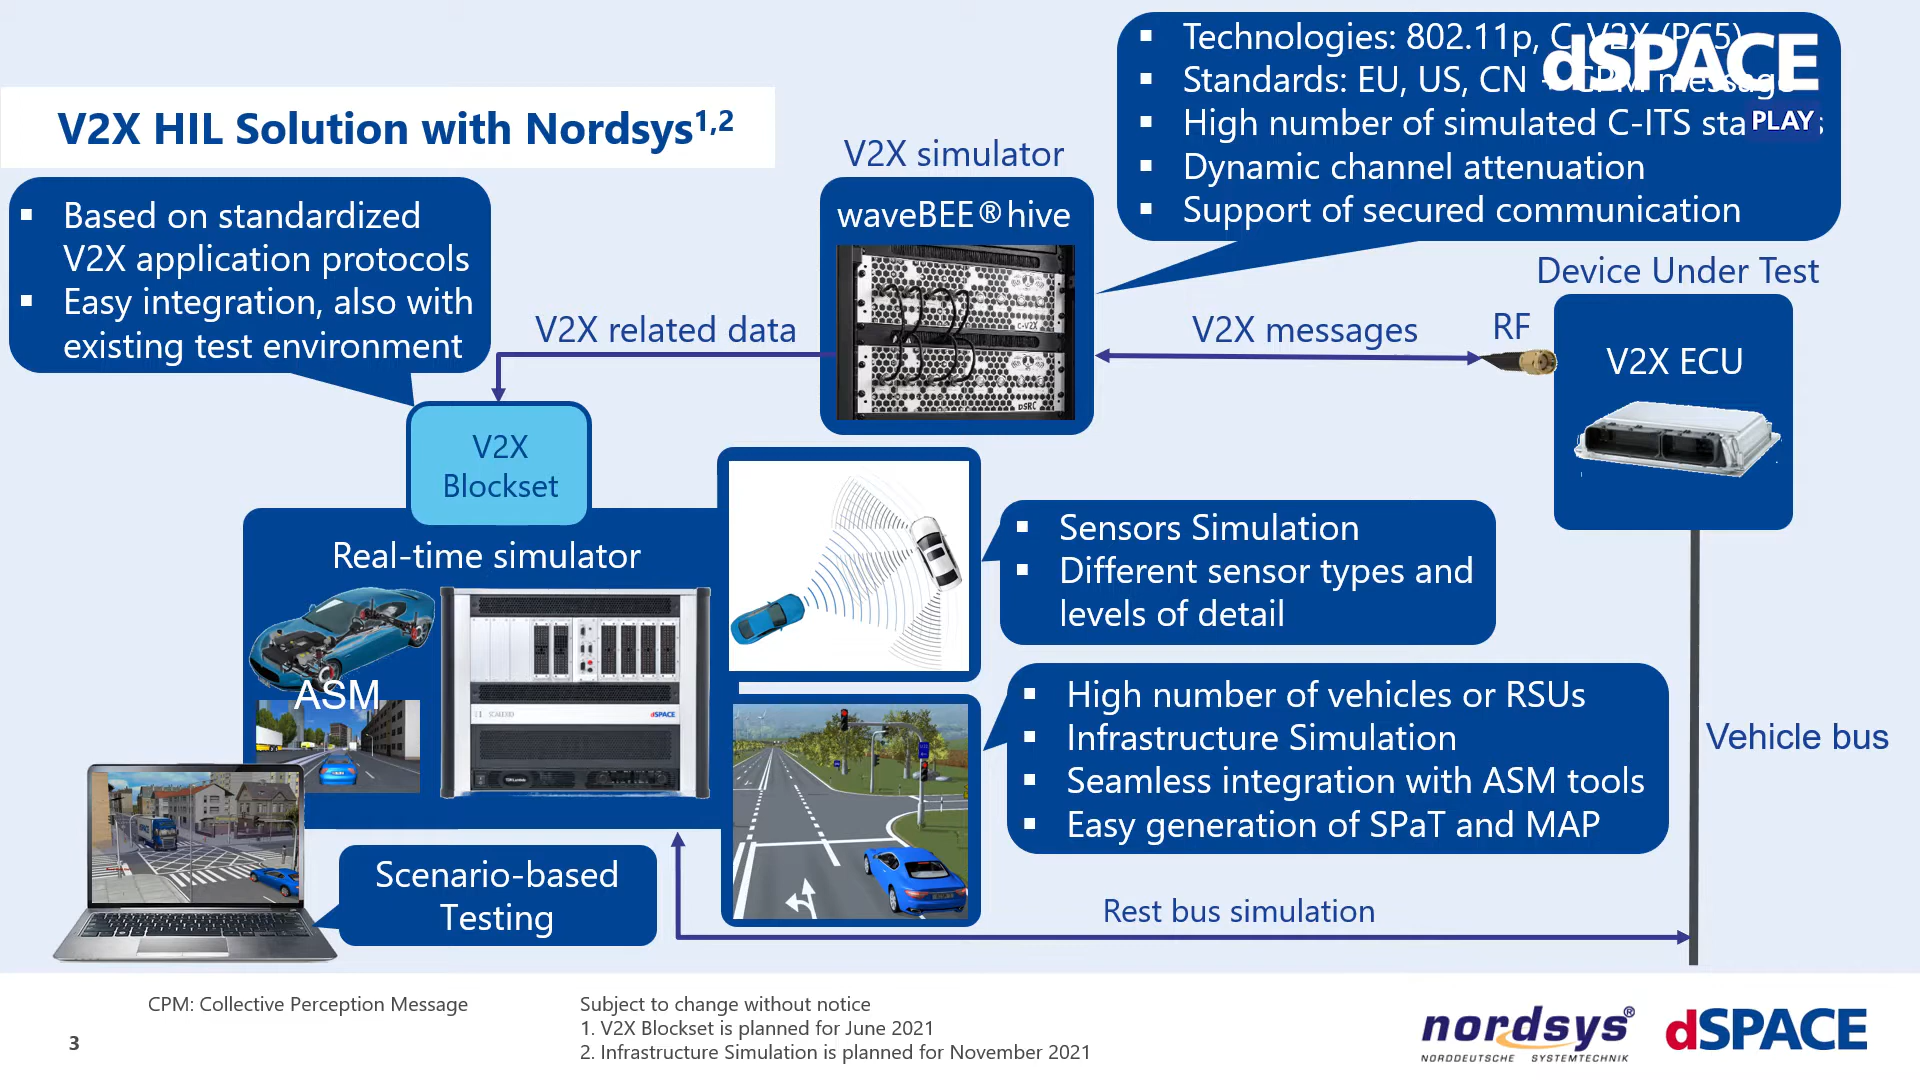 V2X HIL Solution with Nordsys1,2
Based on standardized
V2X application protocols
Easy integration, also with
existing test environment
V2X simulator
waveBEE®hive
C-V2X
DSRC
Technologies: 802.11p, C-V2X (PC5)
Standards: EU, US, CN + CPM message
High number of simulated C-ITS
Dynamic channel attenuation
Support of secured communication
dSPACE
PLAY
Device Under Test
V2X related data
V2X messages
RF
V2X ECU
V2X
Blockset
Real-time simulator
ASM
SCALEXIO
dSPACE
Sensors Simulation
Different sensor types and
levels of detail
High number of vehicles or RSUs
Infrastructure Simulation
Seamless integration with ASM tools
Easy generation of SPaT and MAP
Vehicle bus
Scenario-based
Testing
Rest bus simulation
CPM: Collective Perception Message
Subject to change without notice
1. V2X Blockset is planned for June 2021
2. Infrastructure Simulation is planned for November 2021
3
nordsys®
NORDDEUTSCHE SYSTEMTECHNIK
dSPACE